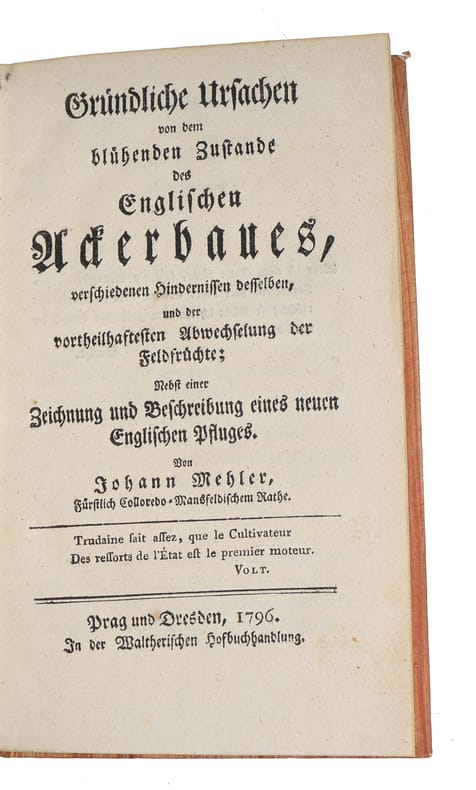 Gründliche Urſachen
von dem
blühenden Zuſtande
des
Engliſchen
Ackerbaues,
verſchiedenen Hinderniſſen deſſelben,
und der
vortheilhafteſten Abwechſelung der
Feldfrüchte;
Nebſt einer
Zeichnung und Beſchreibung eines neuen
Engliſchen Pfluges.
Von
Johann Mehler,
Fürſtlich Colloredo-Mansfeldiſchem Rathe.
Trudaine ſait aſſez, que le Cultivateur
Des reſſorts de l'État eſt le premier moteur.
VOLT.
Prag und Dresden, 1796.
In der Waltheriſchen Hofbuchhandlung.